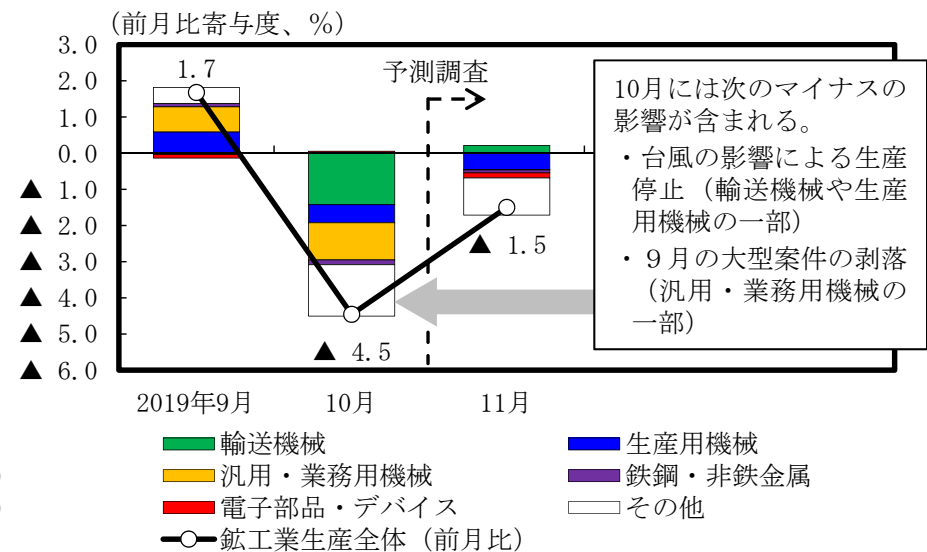 (前月比寄与度、%)
3.0
2.0
1.0
0.0
▲ 1.0
▲ 2.0
▲ 3.0
▲ 4.0
▲ 5.0
▲ 6.0
1.7
▲ 4.5
▲ 1.5
予測調査
10月には次のマイナスの
影響が含まれる。
・台風の影響による生産
停止（輸送機械や生産
用機械の一部）
・９月の大型案件の剥落
（汎用・業務用機械の
一部）
2019年9月 10月 11月
輸送機械 生産用機械
汎用・業務用機械 鉄鋼・非鉄金属
電子部品・デバイス その他
鉱工業生産全体（前月比）